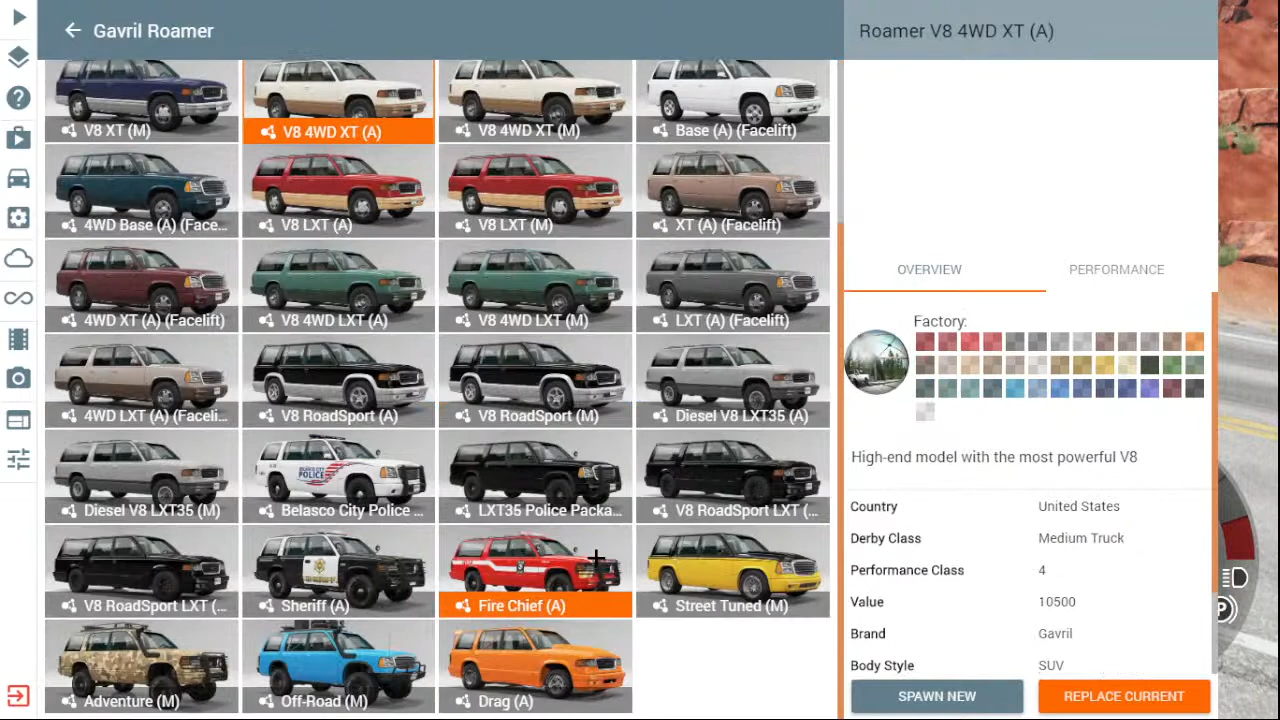 Gavril Roamer
Roamer V8 4WD XT (A)
V8 XT (M)
V8 4WD XT (A)
V8 4WD XT (M)
Base (A) (Facelift)
4WD Base (A) (Face...
V8 LXT (A)
V8 LXT (M)
XT (A) (Facelift)
4WD XT (A) (Facelift)
V8 4WD LXT (A)
V8 4WD LXT (M)
LXT (A) (Facelift)
4WD LXT (A) (Faceli...
V8 RoadSport (A)
V8 RoadSport (M)
Diesel V8 LXT35 (A)
Diesel V8 LXT35 (M)
POLICE
Belasco City Police ...
LXT35 Police Packa...
V8 RoadSport LXT (...
V8 RoadSport LXT (...
Sheriff (A)
Fire Chief (A)
Street Tuned (M)
Adventure (M)
Off-Road (M)
Drag (A)
OVERVIEW
PERFORMANCE
Factory:
High-end model with the most powerful V8
Country United States
Derby Class Medium Truck
Performance Class 4
Value 10500
Brand Gavril
Body Style SUV
SPAWN NEW
REPLACE CURRENT